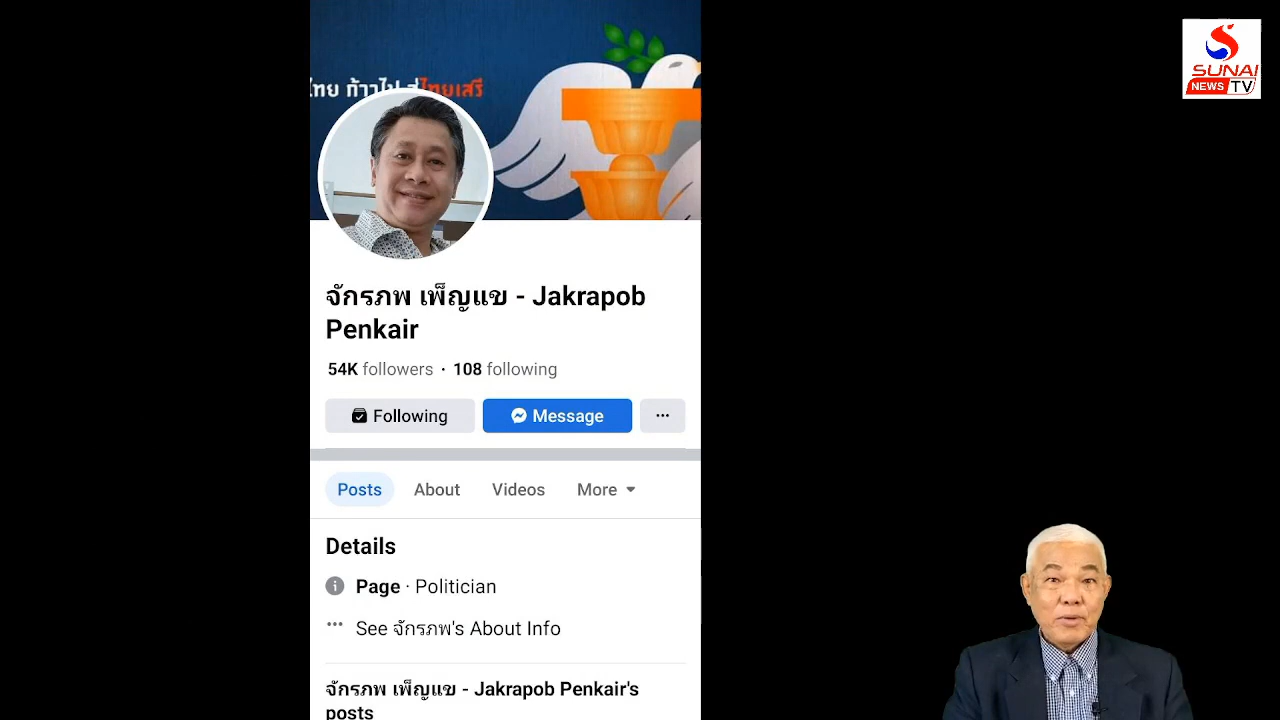 ไทย ก้าวไป สู่ไทยเสรี
SUNAI
NEWS TV
จักรภพ เพ็ญแข - Jakrapob
Penkair
54K followers · 108 following
Following
Message
Posts
About
Videos
More
Details
Page · Politician
See จักรภพ's About Info
จักรภพ เพ็ญแข - Jakrapob Penkair's
posts